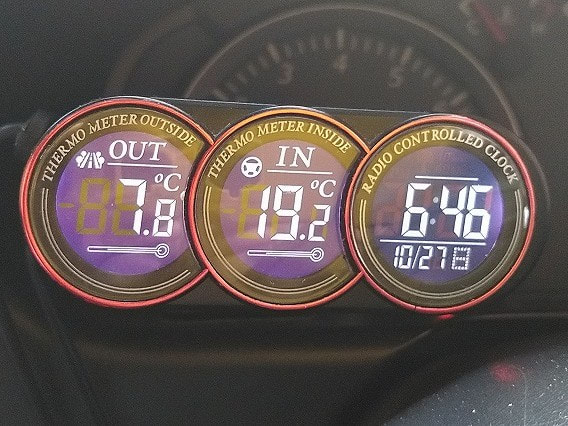 THERMO METER OUTSIDE
OUT
7.8 °C
THERMO METER INSIDE
IN
19.2 °C
RADIO CONTROLLED CLOCK
6:46
10/27 日
3
4
5
6